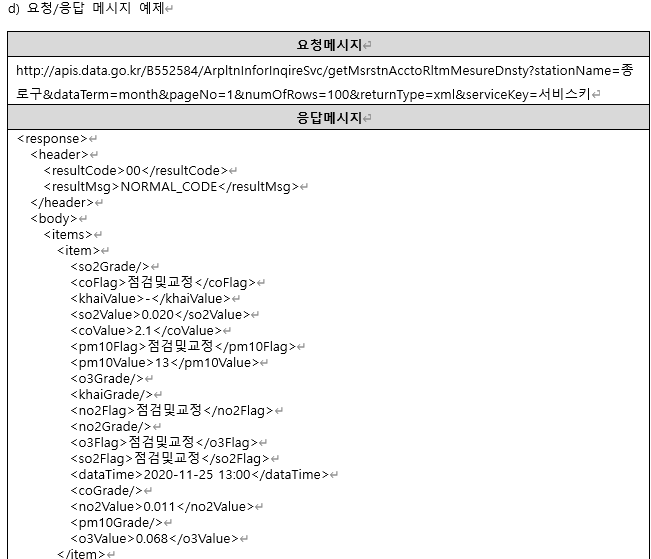 d) 요청/응답 메시지 예제
요청메시지
http://apis.data.go.kr/B552584/ArpltnInforInqireSvc/getMsrstnAcctoRltmMesureDnsty?stationName=종
로구&dataTerm=month&pageNo=1&numOfRows=100&returnType=xml&serviceKey=서비스키
응답메시지
<response>
<header>
<resultCode>00</resultCode>
<resultMsg>NORMAL_CODE</resultMsg>
</header>
<body>
<items>
<item>
<so2Grade/>
<coFlag>점검및교정</coFlag>
<khaiValue>-</khaiValue>
<so2Value>0.020</so2Value>
<coValue>2.1</coValue>
<pm10Flag>점검및교정</pm10Flag>
<pm10Value>13</pm10Value>
<o3Grade/>
<khaiGrade/>
<no2Flag>점검및교정</no2Flag>
<no2Grade/>
<o3Flag>점검및교정</o3Flag>
<so2Flag>점검및교정</so2Flag>
<dataTime>2020-11-25 13:00</dataTime>
<coGrade/>
<no2Value>0.011</no2Value>
<pm10Grade/>
<o3Value>0.068</o3Value>
</item>